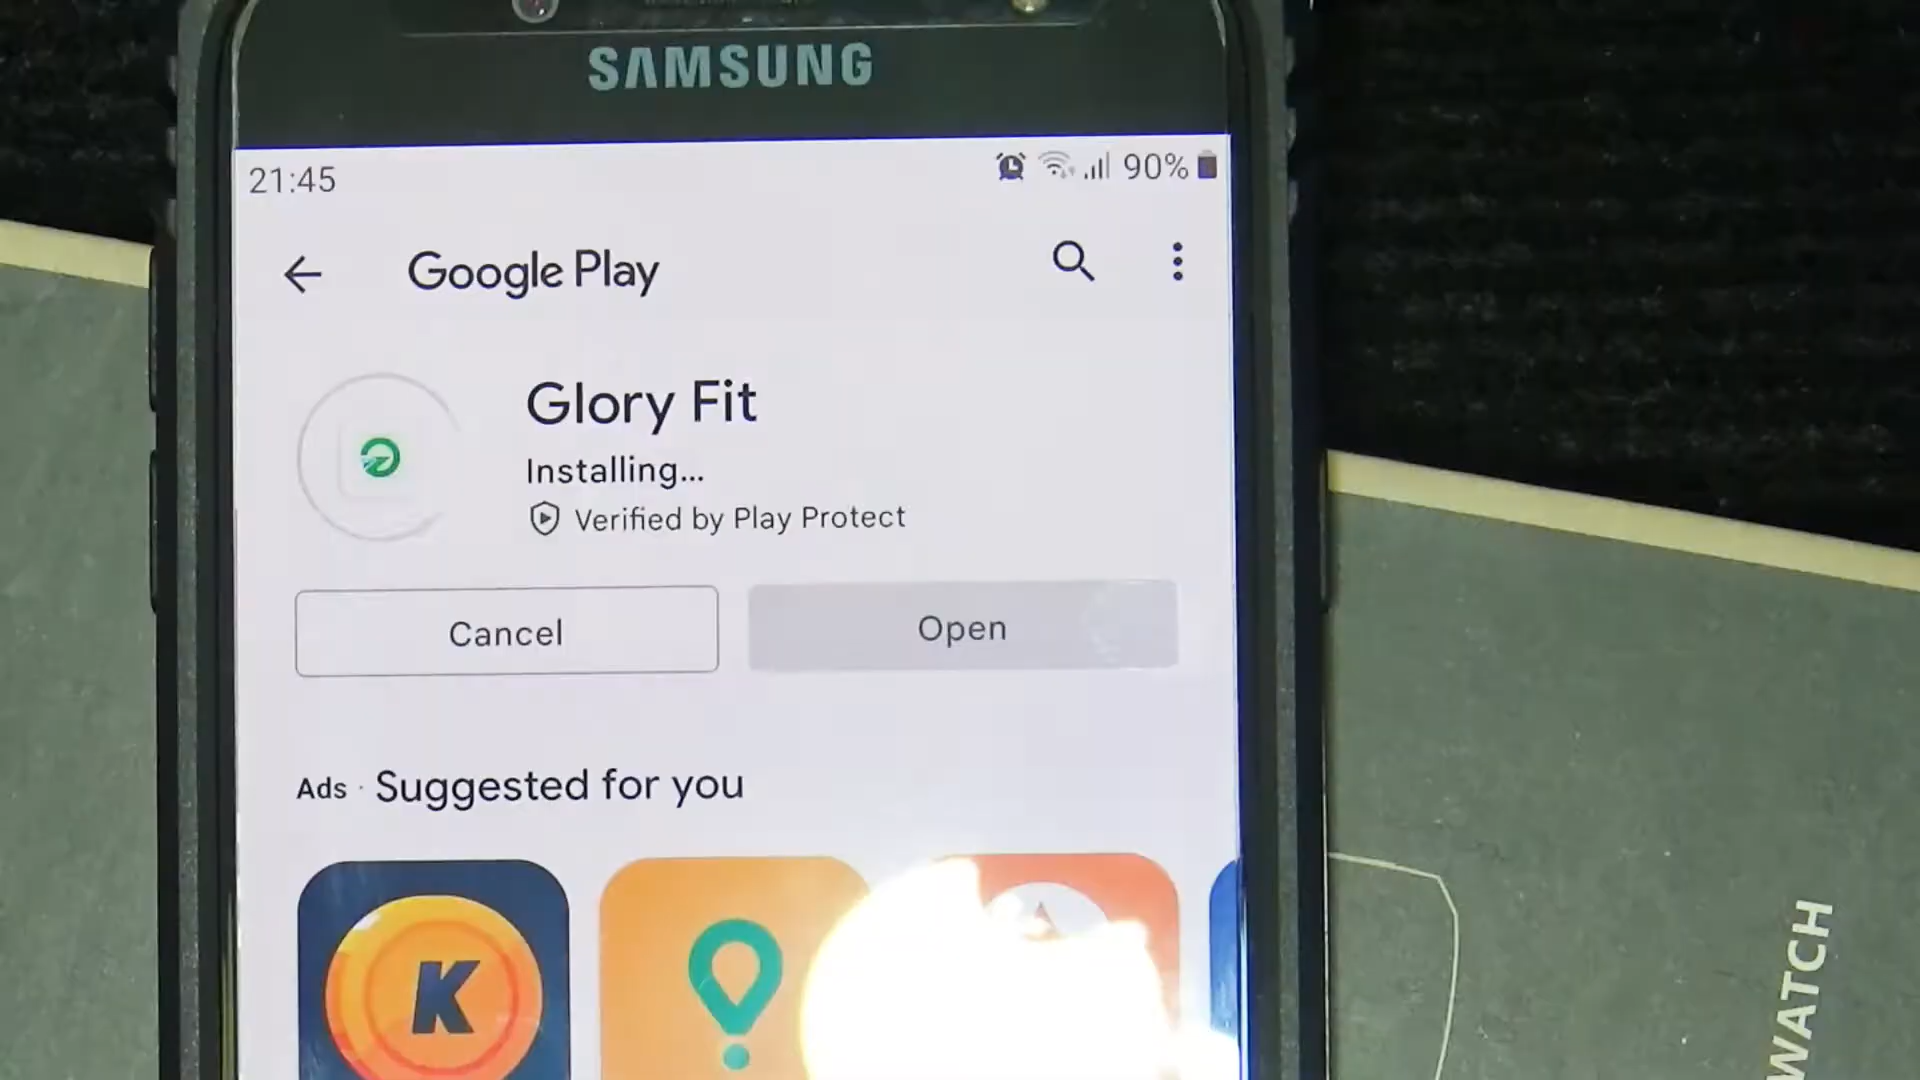 SAMSUNG
21:45
90%
Google Play
Glory Fit
Installing...
Verified by Play Protect
Cancel
Open
Ads · Suggested for you
K
WATCH